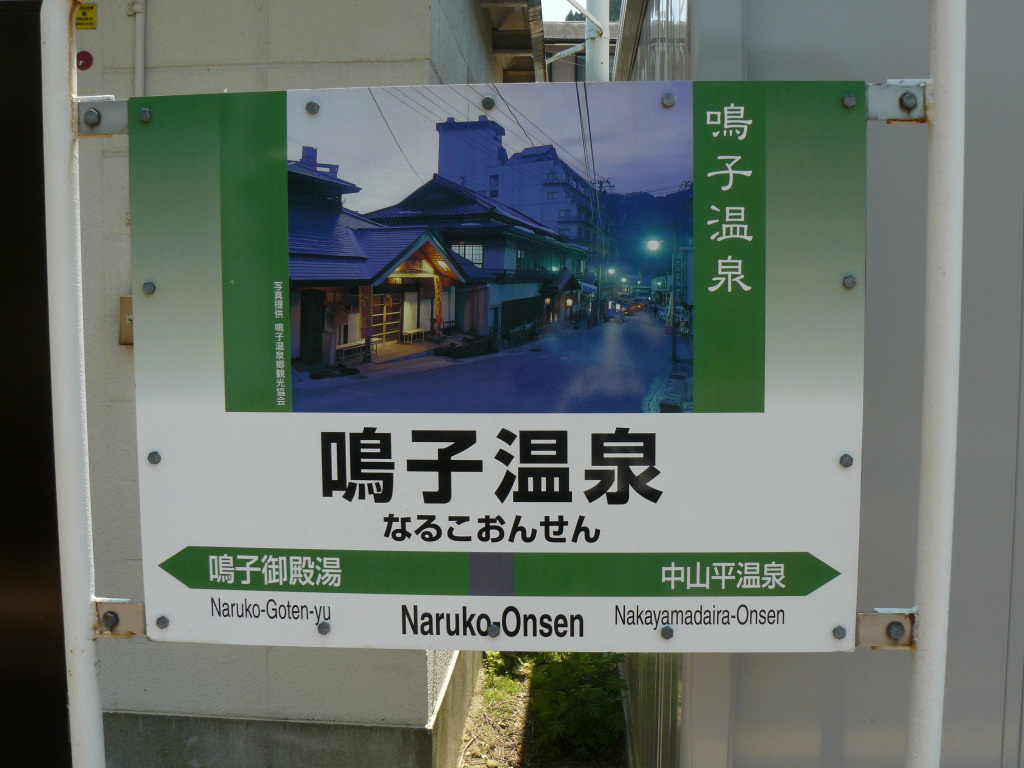 鳴子温泉
写真提供 鳴子温泉郷観光協会
鳴子温泉
なるこおんせん
鳴子御殿湯
中山平温泉
Naruko-Goten-yu
Naruko-Onsen
Nakayamadaira-Onsen